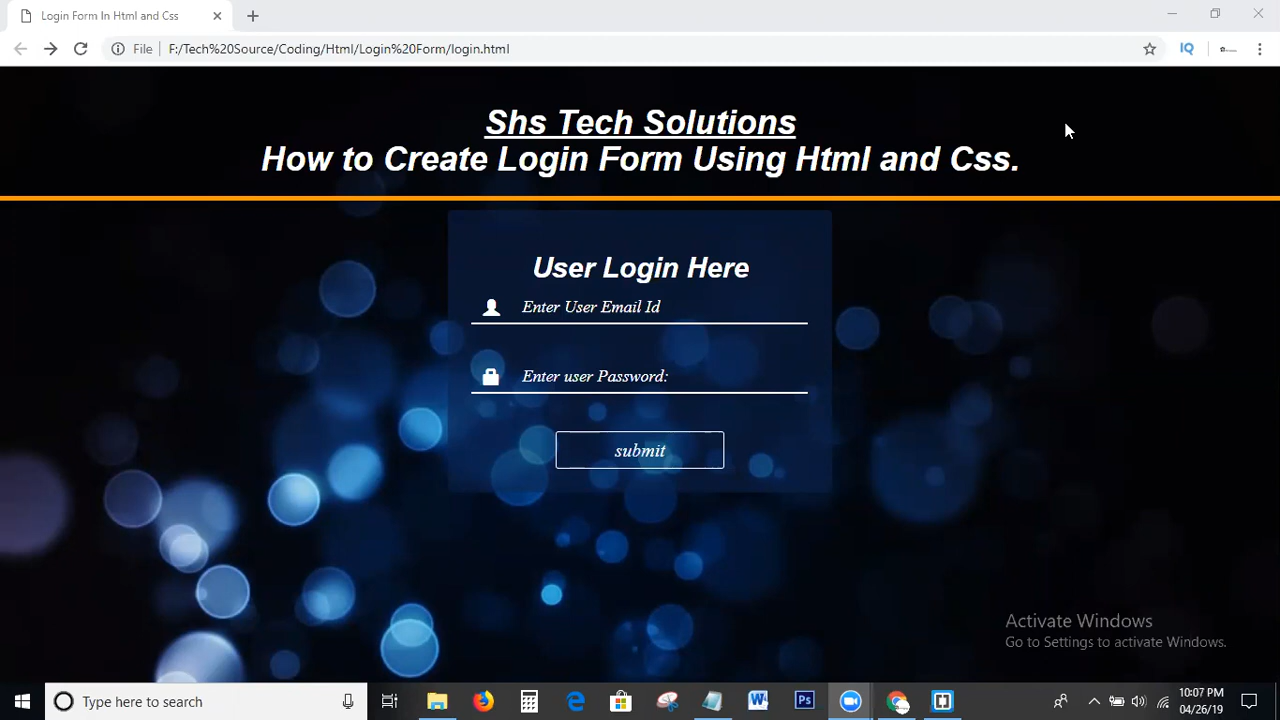 Login Form In Html and Css
File
F:/Tech%20Source/Coding/Html/Login%20Form/login.html
IQ
Shs Tech Solutions
How to Create Login Form Using Html and Css.
User Login Here
Enter User Email Id
Enter user Password:
submit
Activate Windows
Go to Settings to activate Windows.
Type here to search
W
Ps
10:07 PM
04/26/19